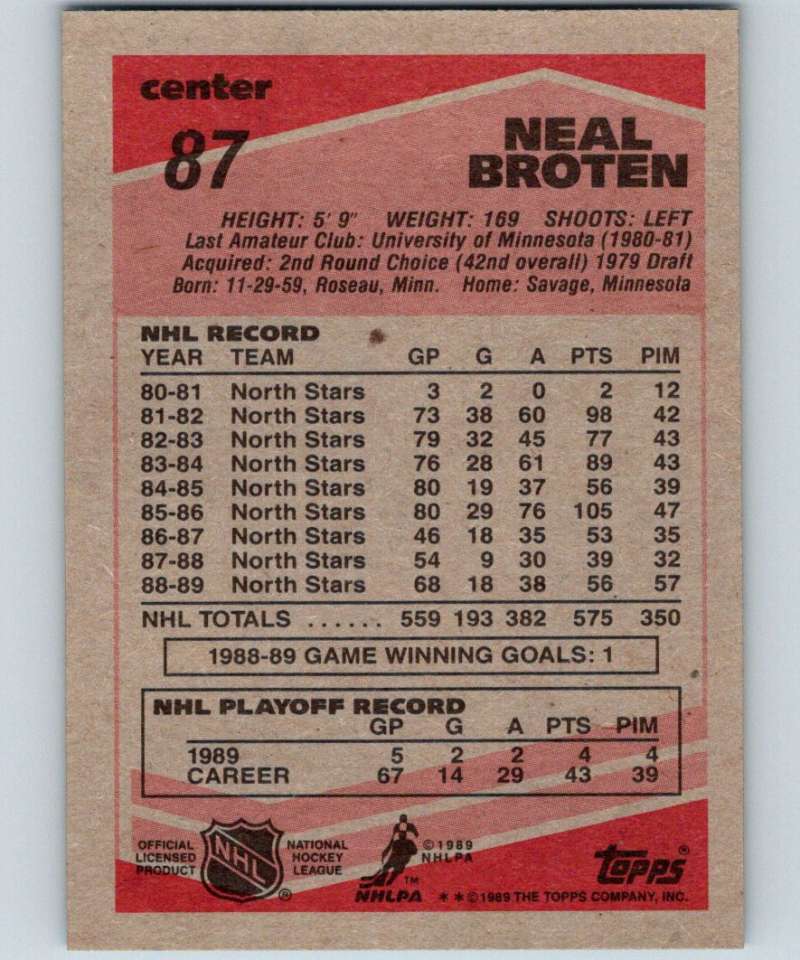 center
87
NEAL
BROTEN
HEIGHT: 5' 9" WEIGHT: 169 SHOOTS: LEFT
Last Amateur Club: University of Minnesota (1980-81)
Acquired: 2nd Round Choice (42nd overall) 1979 Draft
Born: 11-29-59, Roseau, Minn. Home: Savage, Minnesota
NHL RECORD
YEAR TEAM GP G A PTS PIM
80-81 North Stars 3 2 0 2 12
81-82 North Stars 73 38 60 98 42
82-83 North Stars 79 32 45 77 43
83-84 North Stars 76 28 61 89 43
84-85 North Stars 80 19 37 56 39
85-86 North Stars 80 29 76 105 47
86-87 North Stars 46 18 35 53 35
87-88 North Stars 54 9 30 39 32
88-89 North Stars 68 18 38 56 57
NHL TOTALS ...... 559 193 382 575 350
1988-89 GAME WINNING GOALS: 1
NHL PLAYOFF RECORD
GP G A PTS PIM
1989 5 2 2 4 4
CAREER 67 14 29 43 39
OFFICIAL
LICENSED
PRODUCT
NHL ®
NATIONAL
HOCKEY
LEAGUE
TM
NHLPA
©1989
NHLPA
TOPPS®
* * ©1989 THE TOPPS COMPANY, INC.